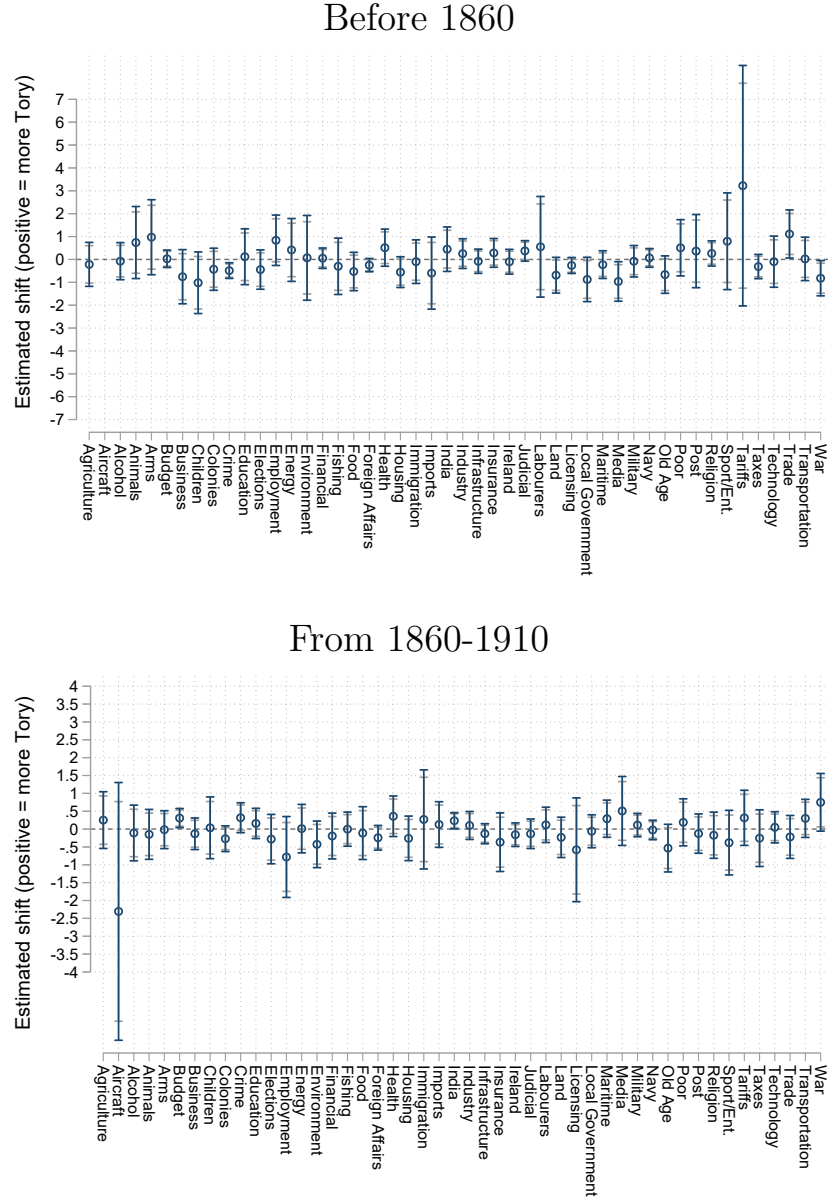 Before 1860
Estimated shift (positive = more Tory)
7
6
5
4
3
2
1
0
-1
-2
-3
-4
-5
-6
-7
Agriculture
Aircraft
Alcohol
Animals
Arms
Budget
Business
Children
Colonies
Crime
Education
Elections
Employment
Energy
Environment
Financial
Fishing
Food
Foreign Affairs
Health
Housing
Immigration
Imports
India
Industry
Infrastructure
Insurance
Ireland
Judicial
Labourers
Land
Licensing
Local Government
Maritime
Media
Military
Navy
Old Age
Poor
Post
Religion
Sport/Ent.
Tariffs
Taxes
Technology
Trade
Transportation
War
From 1860-1910
Estimated shift (positive = more Tory)
4
3.5
3
2.5
2
1.5
1
.5
0
-.5
-1
-1.5
-2
-2.5
-3
-3.5
-4
Agriculture
Aircraft
Alcohol
Animals
Arms
Budget
Business
Children
Colonies
Crime
Education
Elections
Employment
Energy
Environment
Financial
Fishing
Food
Foreign Affairs
Health
Housing
Immigration
Imports
India
Industry
Infrastructure
Insurance
Ireland
Judicial
Labourers
Land
Licensing
Local Government
Maritime
Media
Military
Navy
Old Age
Poor
Post
Religion
Sport/Ent.
Tariffs
Taxes
Technology
Trade
Transportation
War